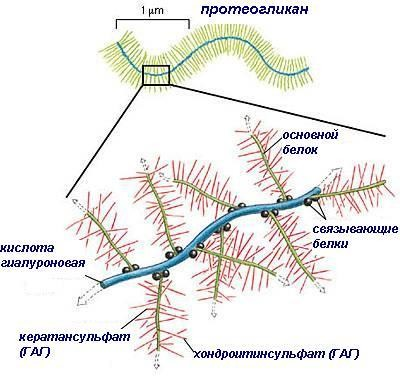 1 µm
протеогликан
основной
белок
связывающие
белки
кислота
гиалуроновая
кератансульфат
(ГАГ)
хондроитинсульфат (ГАГ)